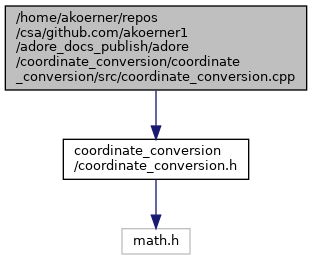 /home/akoerner/repos
/csa/github.com/akoerner1
/adore_docs_publish/adore
/coordinate_conversion/coordinate
_conversion/src/coordinate_conversion.cpp
coordinate_conversion
/coordinate_conversion.h
math.h